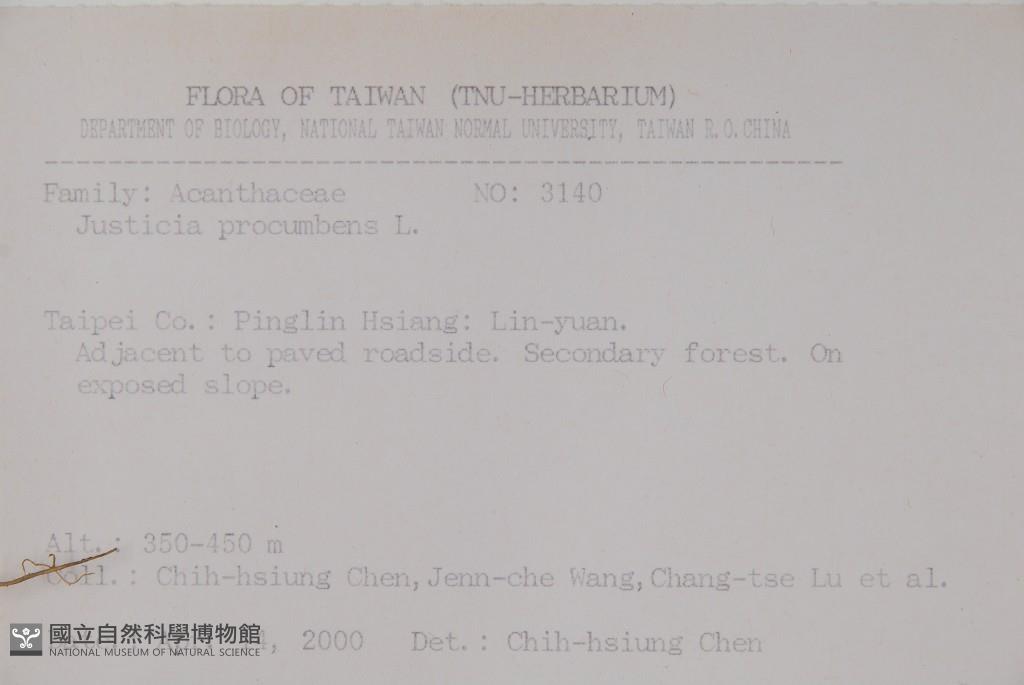 FLORA OF TAIWAN (TNU-HERBARIUM)
DEPARTMENT OF BIOLOGY, NATIONAL TAIWAN NORMAL UNIVERSITY, TAIWAN R.O.CHINA
Family: Acanthaceae NO: 3140
Justicia procumbens L.
Taipei Co.: Pinglin Hsiang: Lin-yuan.
Adjacent to paved roadside. Secondary forest. On
exposed slope.
Alt.: 350-450 m
Coll.: Chih-hsiung Chen, Jenn-che Wang, Chang-tse Lu et al.
2000 Det.: Chih-hsiung Chen
國立自然科學博物館
NATIONAL MUSEUM OF NATURAL SCIENCE